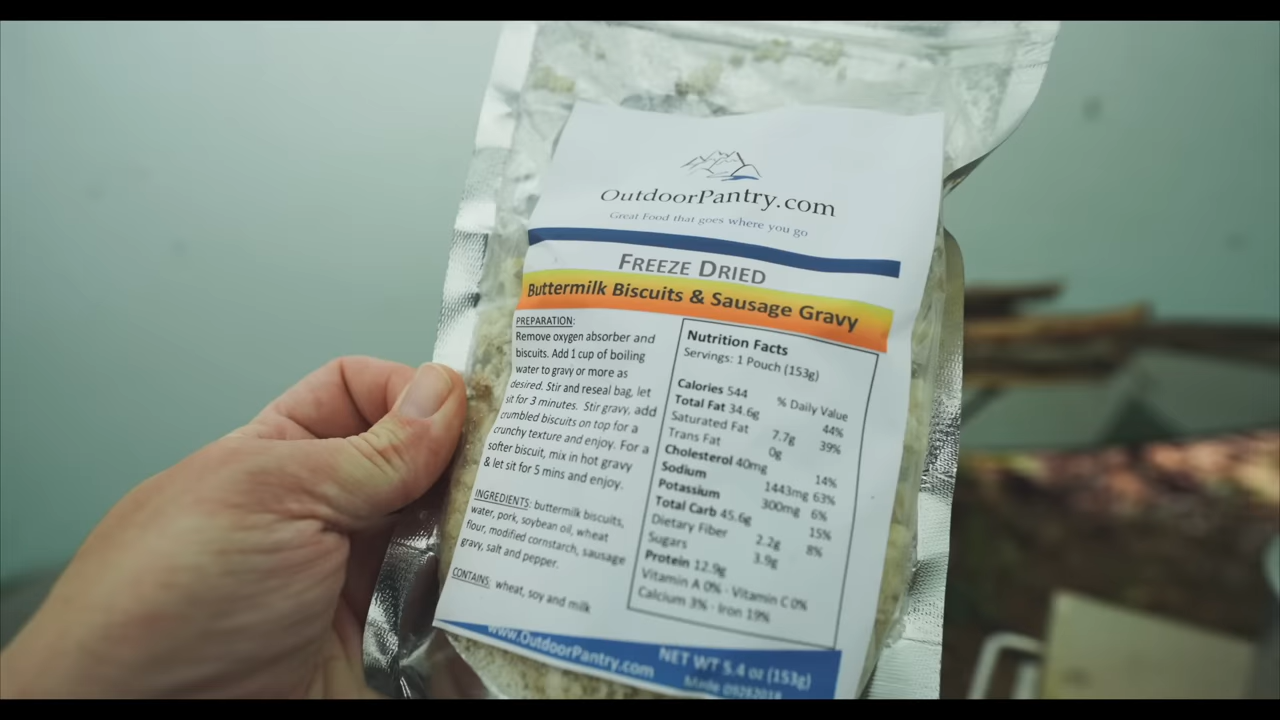 OutdoorPantry.com
Great Food that goes where you go
FREEZE DRIED
Buttermilk Biscuits & Sausage Gravy
PREPARATION:
Remove oxygen absorber and
biscuits. Add 1 cup of boiling
water to gravy or more as
desired. Stir and reseal bag, let
sit for 3 minutes. Stir gravy, add
crumbled biscuits on top for a
crunchy texture and enjoy. For a
softer biscuit, mix in hot gravy
& let sit for 5 mins and enjoy.
INGREDIENTS: buttermilk biscuits,
water, pork, soybean oil, wheat
flour, modified cornstarch, sausage
gravy, salt and pepper.
CONTAINS: wheat, soy and milk
Nutrition Facts
Servings: 1 Pouch (153g)
% Daily Value
Calories 544
Total Fat 34.6g 44%
Saturated Fat 7.7g 39%
Trans Fat 0g
Cholesterol 40mg 14%
Sodium 1443mg 63%
Potassium 300mg 6%
Total Carb 45.6g 15%
Dietary Fiber 2.2g 8%
Sugars 3.9g
Protein 12.9g
Vitamin A 0% · Vitamin C 0%
Calcium 3% · Iron 19%
www.OutdoorPantry.com
NET WT 5.4 oz (153g)
Made 09282018